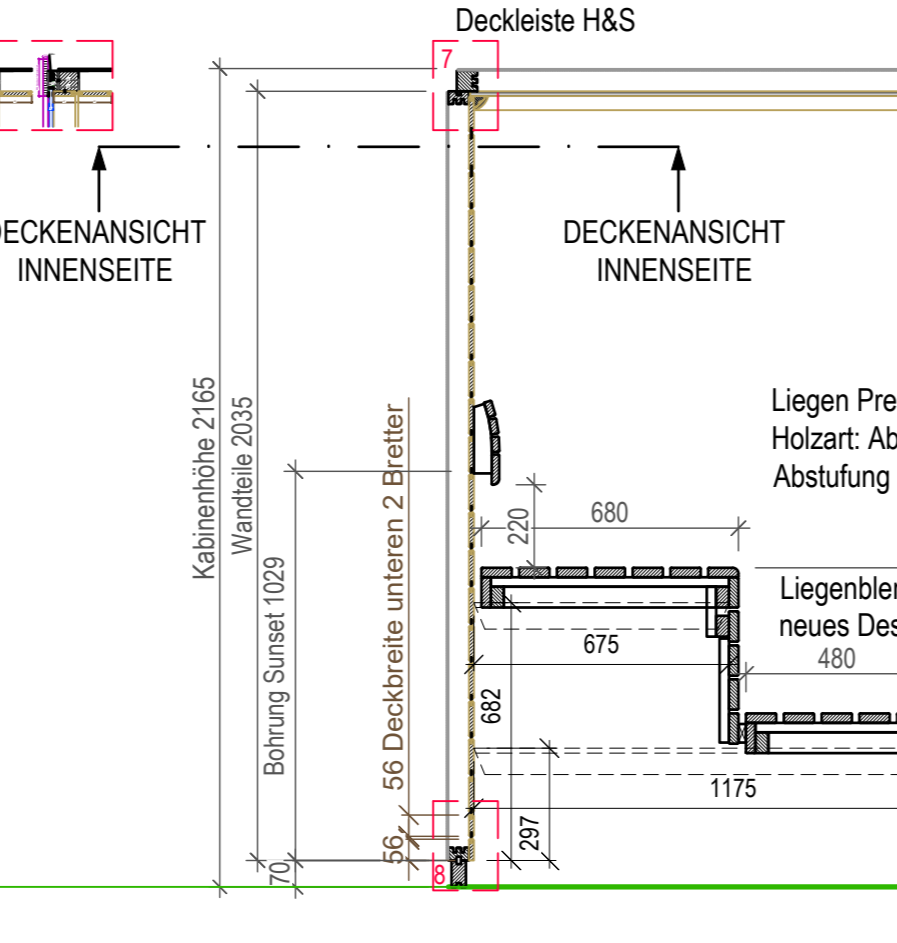 Deckleiste H&S
7
DECKENANSICHT
INNENSEITE
DECKENANSICHT
INNENSEITE
Kabinenhöhe 2165
Wandteile 2035
Bohrung Sunset 1029
56 Deckbreite unteren 2 Bretter
56
70
8
220
680
Liegen Pre
Holzart: Ab
Abstufung
Liegenblen
neues Des
675
480
682
297
1175